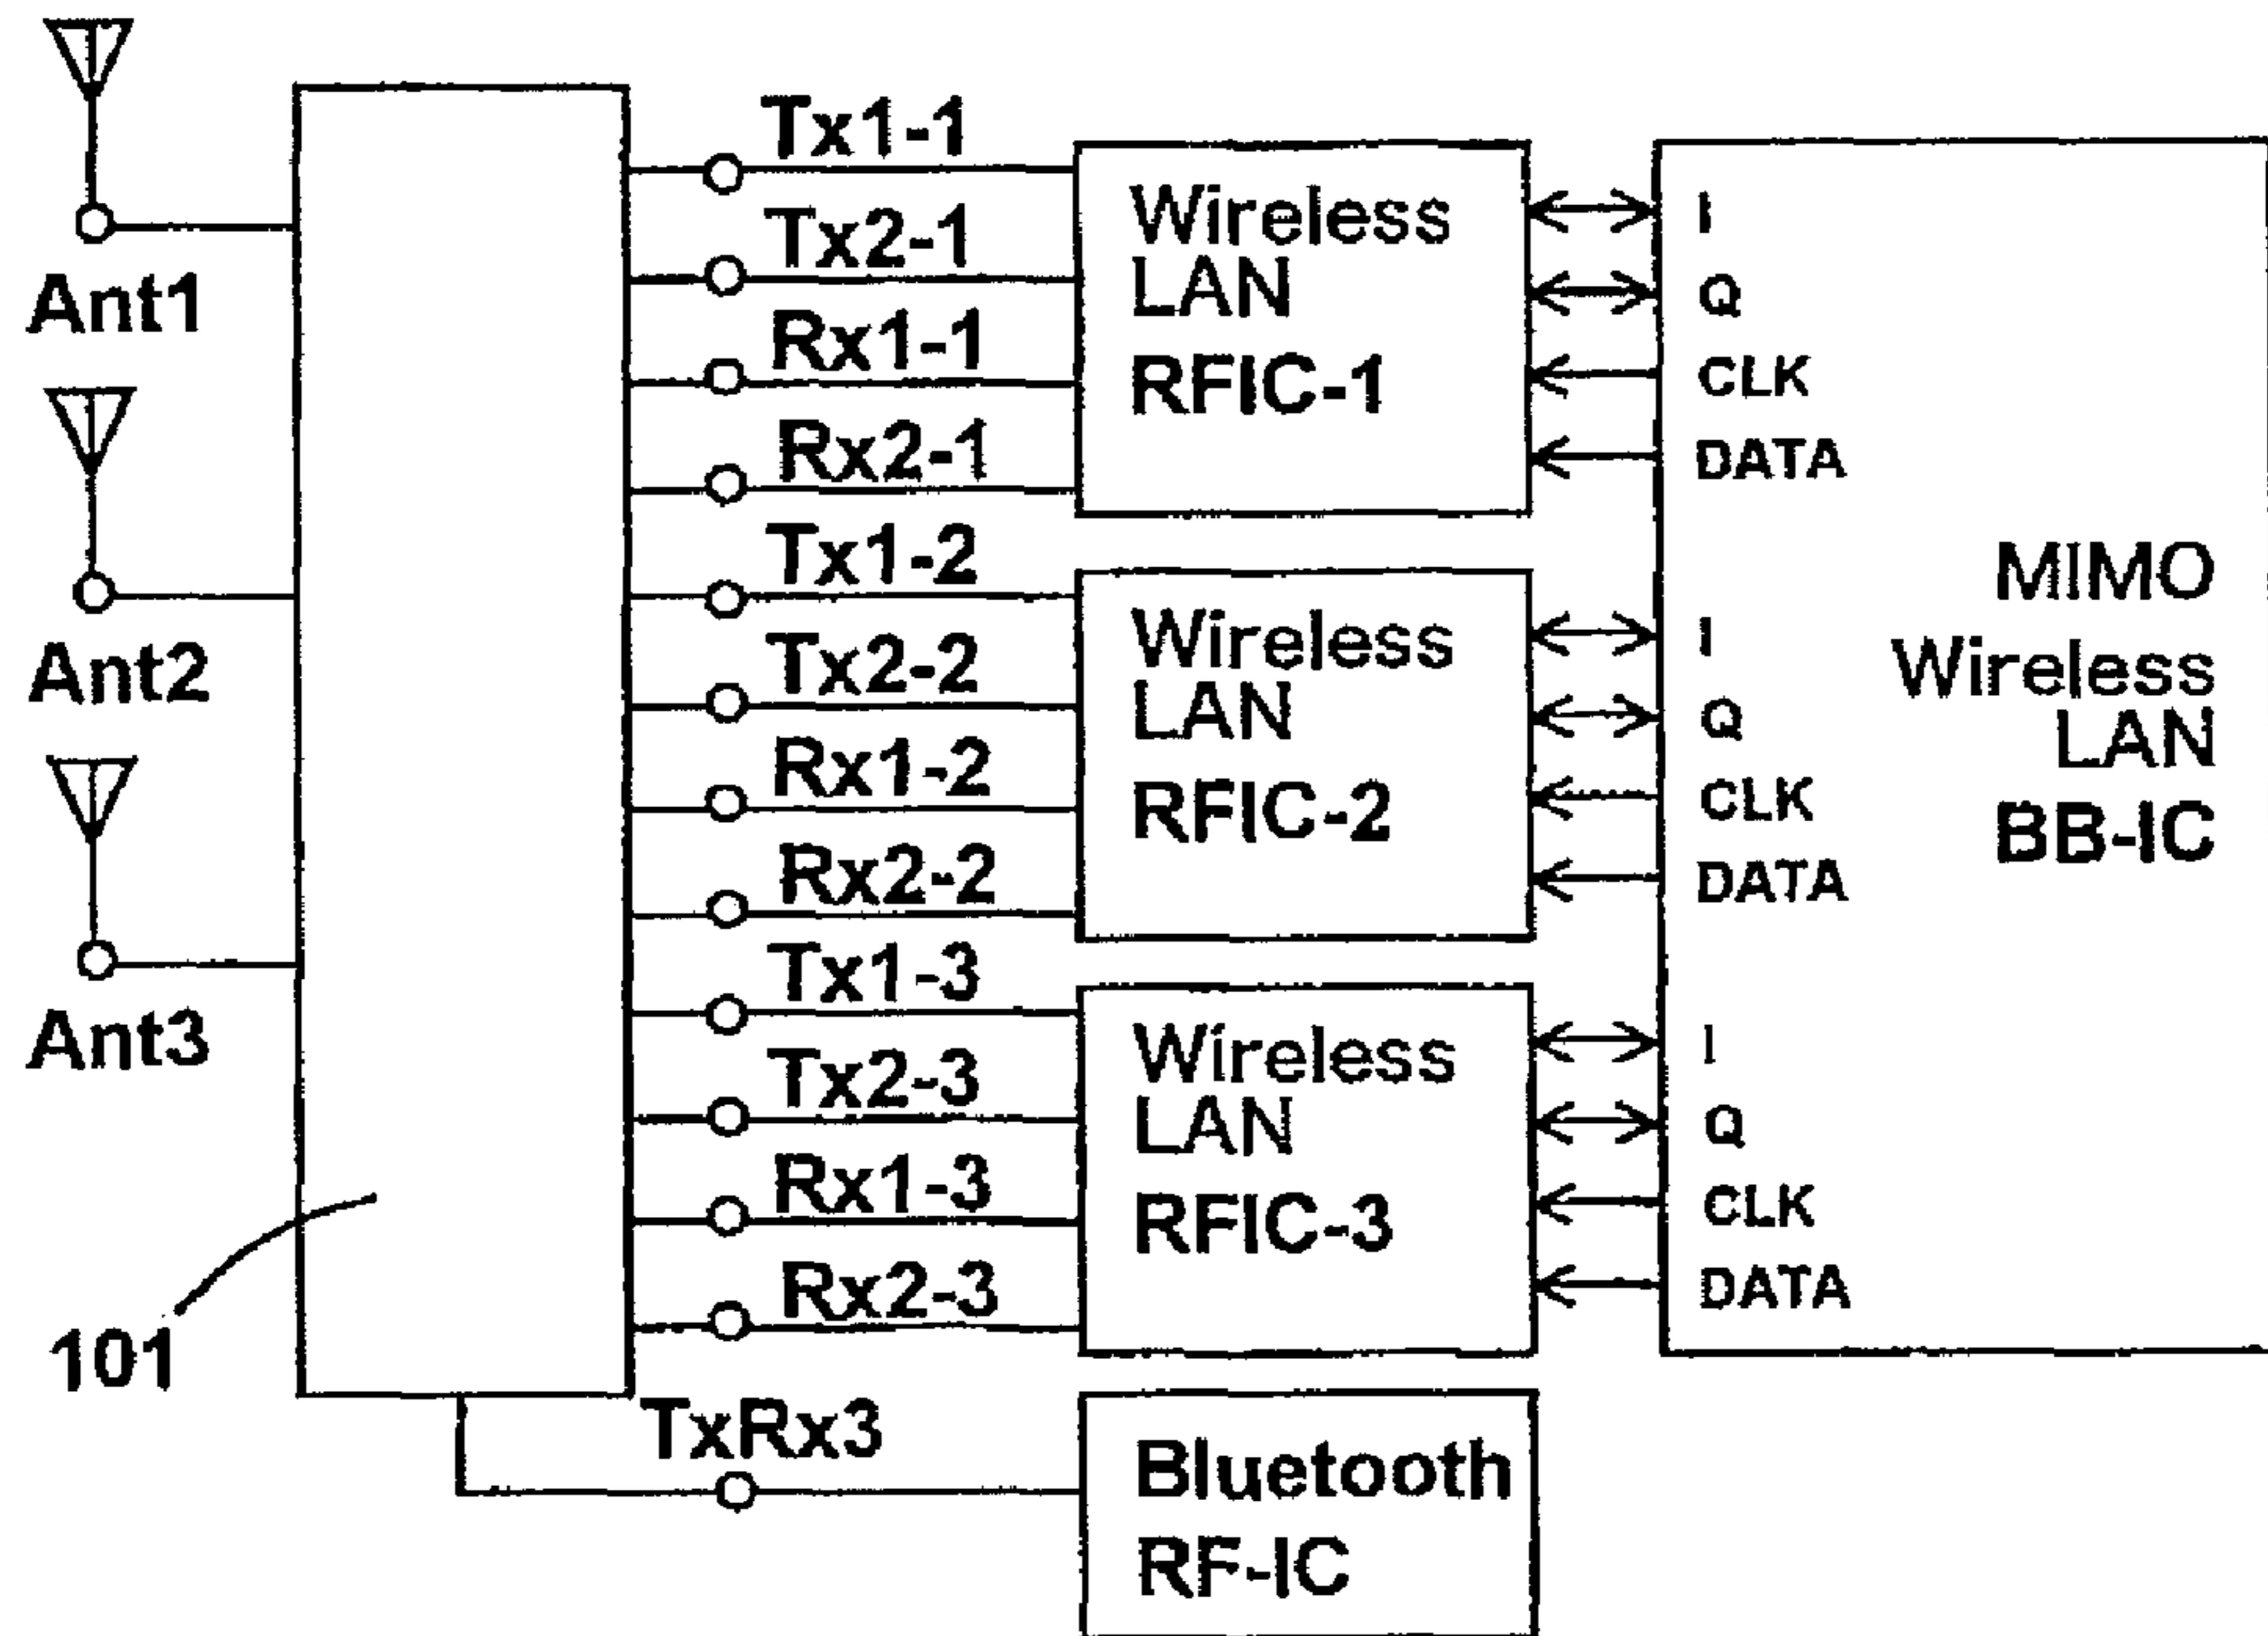 Ant1
Ant2
Ant3
101
Tx1-1
Tx2-1
Rx1-1
Rx2-1
Tx1-2
Tx2-2
Rx1-2
Rx2-2
Tx1-3
Tx2-3
Rx1-3
Rx2-3
TxRx3
Wireless
LAN
RFIC-1
Wireless
LAN
RFIC-2
Wireless
LAN
RFIC-3
Bluetooth
RF-IC
I
Q
CLK
DATA
I
Q
CLK
DATA
I
Q
CLK
DATA
MIMO
Wireless
LAN
BB-IC